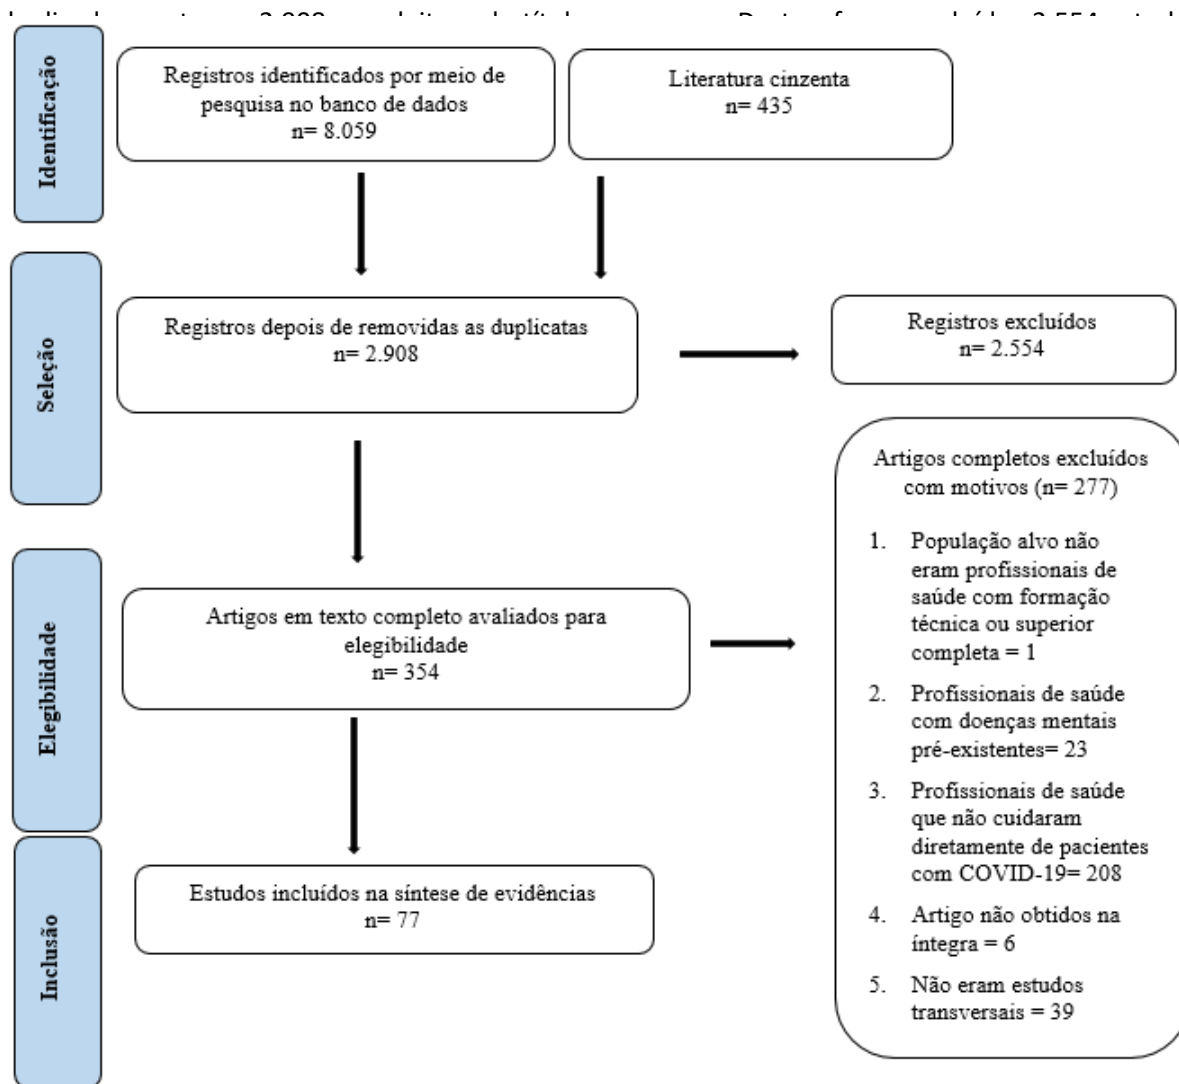 Identificação
Registros identificados por meio de
pesquisa no banco de dados
n= 8.059
Literatura cinzenta
n= 435
Seleção
Registros depois de removidas as duplicatas
n= 2.908
Registros excluídos
n= 2.554
Elegibilidade
Artigos em texto completo avaliados para
elegibilidade
n= 354
Artigos completos excluídos
com motivos (n= 277)
1. População alvo não
eram profissionais de
saúde com formação
técnica ou superior
completa = 1
2. Profissionais de saúde
com doenças mentais
pré-existentes= 23
3. Profissionais de saúde
que não cuidaram
diretamente de pacientes
com COVID-19= 208
4. Artigo não obtidos na
íntegra = 6
5. Não eram estudos
transversais = 39
Inclusão
Estudos incluídos na síntese de evidências
n= 77